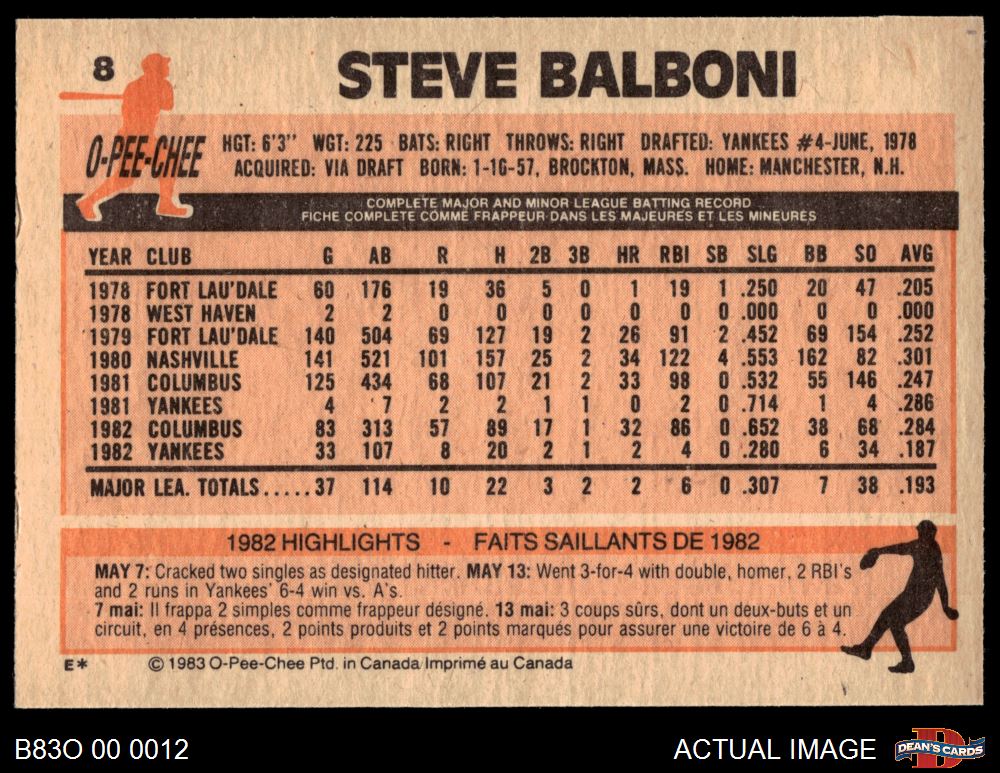 8
STEVE BALBONI
O-PEE-CHEE
HGT: 6'3" WGT: 225 BATS: RIGHT THROWS: RIGHT DRAFTED: YANKEES #4-JUNE, 1978
ACQUIRED: VIA DRAFT BORN: 1-16-57, BROCKTON, MASS. HOME: MANCHESTER, N.H.
COMPLETE MAJOR AND MINOR LEAGUE BATTING RECORD
FICHE COMPLETE COMME FRAPPEUR DANS LES MAJEURES ET LES MINEURES
YEAR CLUB G AB R H 2B 3B HR RBI SB SLG BB SO AVG
1978 FORT LAU'DALE 60 176 19 36 5 0 1 19 1 .250 20 47 .205
1978 WEST HAVEN 2 2 0 0 0 0 0 0 0 .000 0 0 .000
1979 FORT LAU'DALE 140 504 69 127 19 2 26 91 2 .452 69 154 .252
1980 NASHVILLE 141 521 101 157 25 2 34 122 4 .553 162 82 .301
1981 COLUMBUS 125 434 68 107 21 2 33 98 0 .532 55 146 .247
1981 YANKEES 4 7 2 2 1 1 0 2 0 .714 1 4 .286
1982 COLUMBUS 83 313 57 89 17 1 32 86 0 .652 38 68 .284
1982 YANKEES 33 107 8 20 2 1 2 4 0 .280 6 34 .187
MAJOR LEA. TOTALS.....37 114 10 22 3 2 2 6 0 .307 7 38 .193
1982 HIGHLIGHTS - FAITS SAILLANTS DE 1982
MAY 7: Cracked two singles as designated hitter. MAY 13: Went 3-for-4 with double, homer, 2 RBI's
and 2 runs in Yankees' 6-4 win vs. A's.
7 mai: Il frappa 2 simples comme frappeur désigné. 13 mai: 3 coups sûrs, dont un deux-buts et un
circuit, en 4 présences, 2 points produits et 2 points marqués pour assurer une victoire de 6 à 4.
E* © 1983 O-Pee-Chee Ptd. in Canada/Imprimé au Canada
B83O 00 0012
ACTUAL IMAGE
D
DEAN'S CARDS